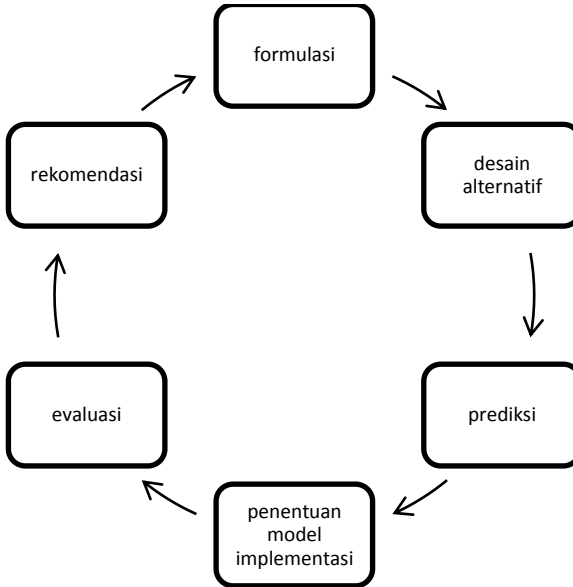 formulasi
desain
alternatif
prediksi
penentuan
model
implementasi
evaluasi
rekomendasi